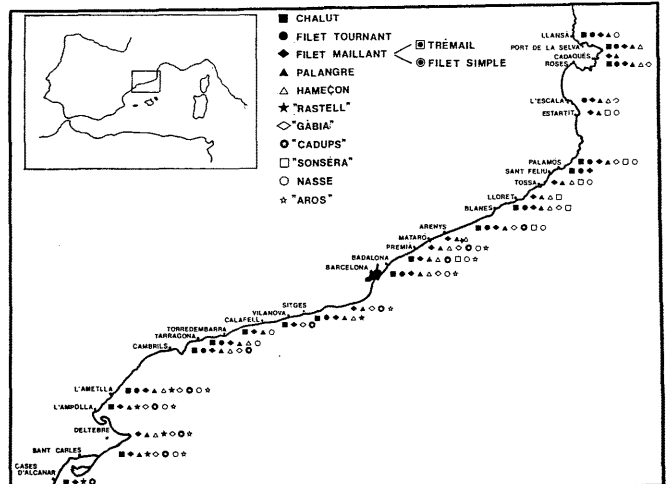 CHALUT
FILET TOURNANT
FILET MAILLANT
TRÉMAIL
FILET SIMPLE
PALANGRE
HAMEÇON
"RASTELL"
"GÀBIA"
"CADUPS"
"SONSÉRA"
NASSE
"AROS"
LLANSÀ
PORT DE LA SELVA
CADAQUÉS
ROSES
L'ESCALA
ESTARTIT
PALAMÓS
SANT FELIU
TOSSA
LLORET
BLANES
ARENYS
MATARÓ
PREMIÀ
BADALONA
BARCELONA
SITGES
VILANOVA
CALAFELL
TORREDEMBARRA
TARRAGONA
CAMBRILS
L'AMETLLA
L'AMPOLLA
DELTEBRE
SANT CARLES
CASES
D'ALCANAR